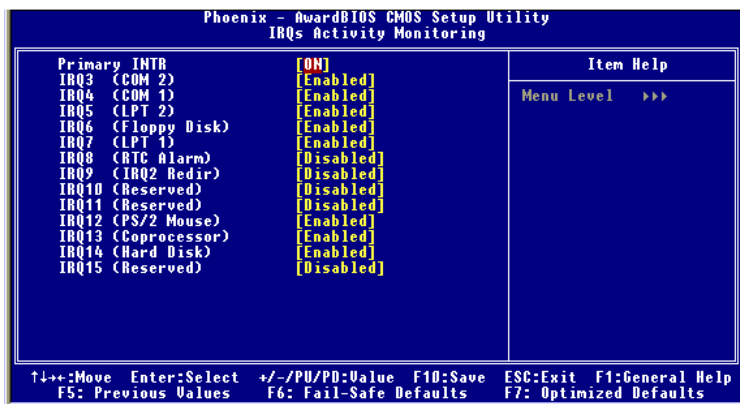 Phoenix - AwardBIOS CMOS Setup Utility
IRQs Activity Monitoring
Primary INTR [ON]
IRQ3 (COM 2) [Enabled]
IRQ4 (COM 1) [Enabled]
IRQ5 (LPT 2) [Enabled]
IRQ6 (Floppy Disk) [Enabled]
IRQ7 (LPT 1) [Enabled]
IRQ8 (RTC Alarm) [Disabled]
IRQ9 (IRQ2 Redir) [Disabled]
IRQ10 (Reserved) [Disabled]
IRQ11 (Reserved) [Disabled]
IRQ12 (PS/2 Mouse) [Enabled]
IRQ13 (Coprocessor) [Enabled]
IRQ14 (Hard Disk) [Enabled]
IRQ15 (Reserved) [Disabled]
Item Help
Menu Level ►►►
↑↓→←:Move Enter:Select +/-/PU/PD:Value F10:Save ESC:Exit F1:General Help
F5: Previous Values F6: Fail-Safe Defaults F7: Optimized Defaults